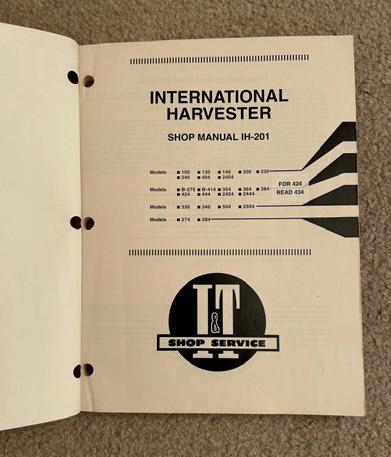 INTERNATIONAL
HARVESTER
SHOP MANUAL IH-201
Models ■ 100 ■ 130 ■ 140 ■ 200 ■ 230
■ 240 ■ 404 ■ 2404
Models ■ B-275 ■ B-414 ■ 354 ■ 364 ■ 384
■ 424 ■ 444 ■ 2424 ■ 2444
FOR 424
READ 434
Models ■ 330 ■ 340 ■ 504 ■ 2504
Models ■ 274 ■ 284
I&T
SHOP SERVICE